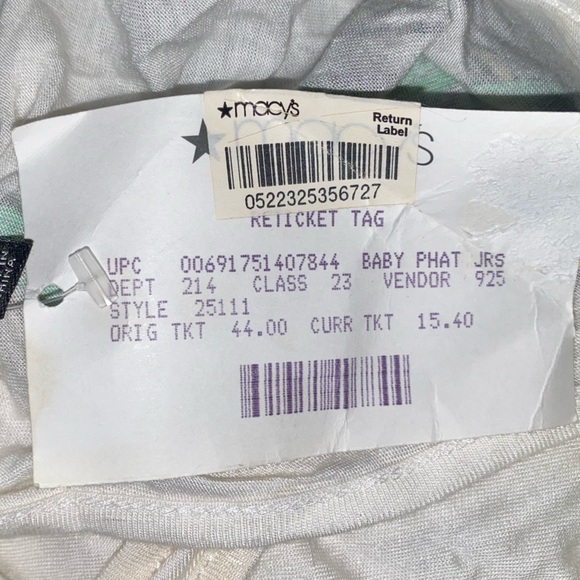 macy's
Return
Label
0522325356727
RETICKET TAG
UPC 00691751407844 BABY PHAT JRS
DEPT 214 CLASS 23 VENDOR 925
STYLE 25111
ORIG TKT 44.00 CURR TKT 15.40